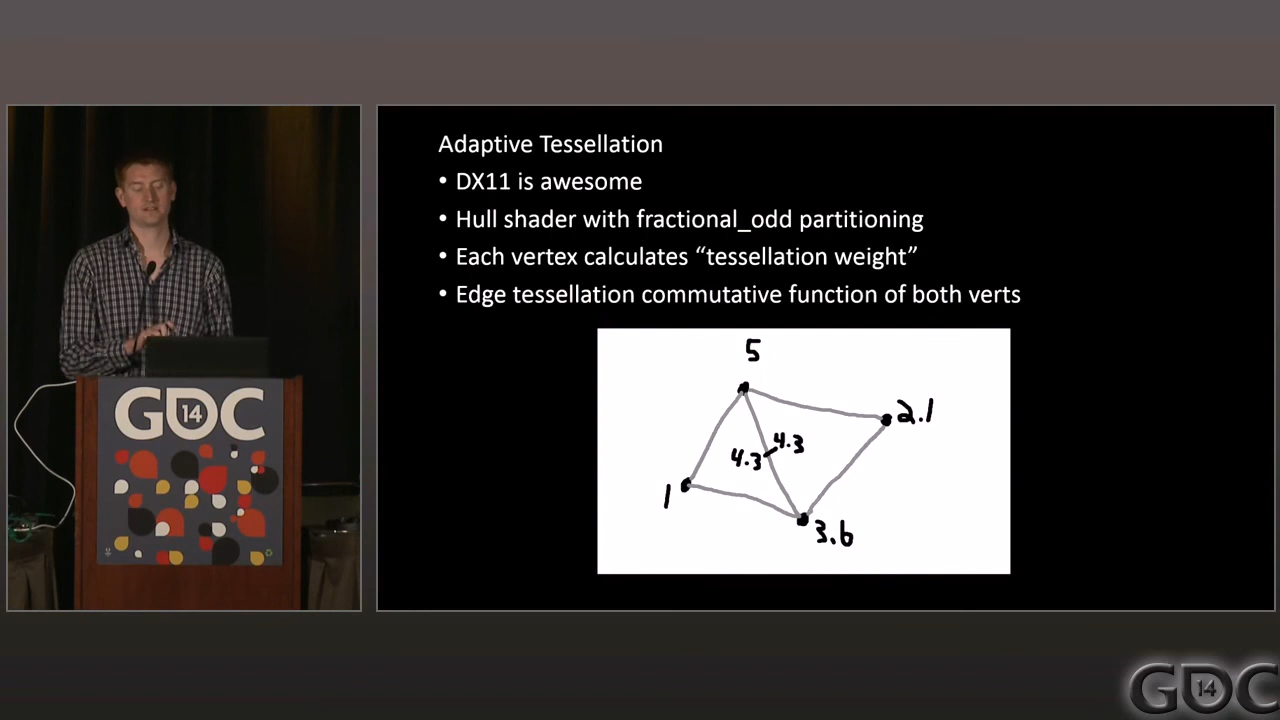 GDC
14
Adaptive Tessellation
• DX11 is awesome
• Hull shader with fractional_odd partitioning
• Each vertex calculates “tessellation weight”
• Edge tessellation commutative function of both verts
5
2.1
4.3
4.3
1
3.6
GDC
14